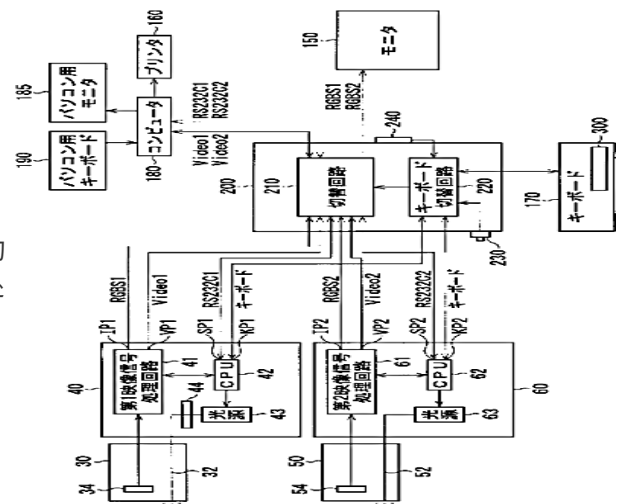 RGBS1
IP1
Video1
VP1
40
第1映像信号
処理回路
41
44
RS232C1
SP1
キーボード
KP1
CPU
42
光源
43
30
34
32
RGBS2
IP2
Video2
VP2
第2映像信号
処理回路
61
RS232C2
SP2
キーボード
KP2
CPU
62
光源
63
60
50
54
52
185
パソコン用
モニタ
160
プリンタ
190
パソコン用
キーボード
コンピュータ
180
RS232C1
RS232C2
Video1
Video2
200
210
切替回路
240
キーボード
切替回路
220
230
RGBS1
RGBS2
150
モニタ
170
キーボード
300